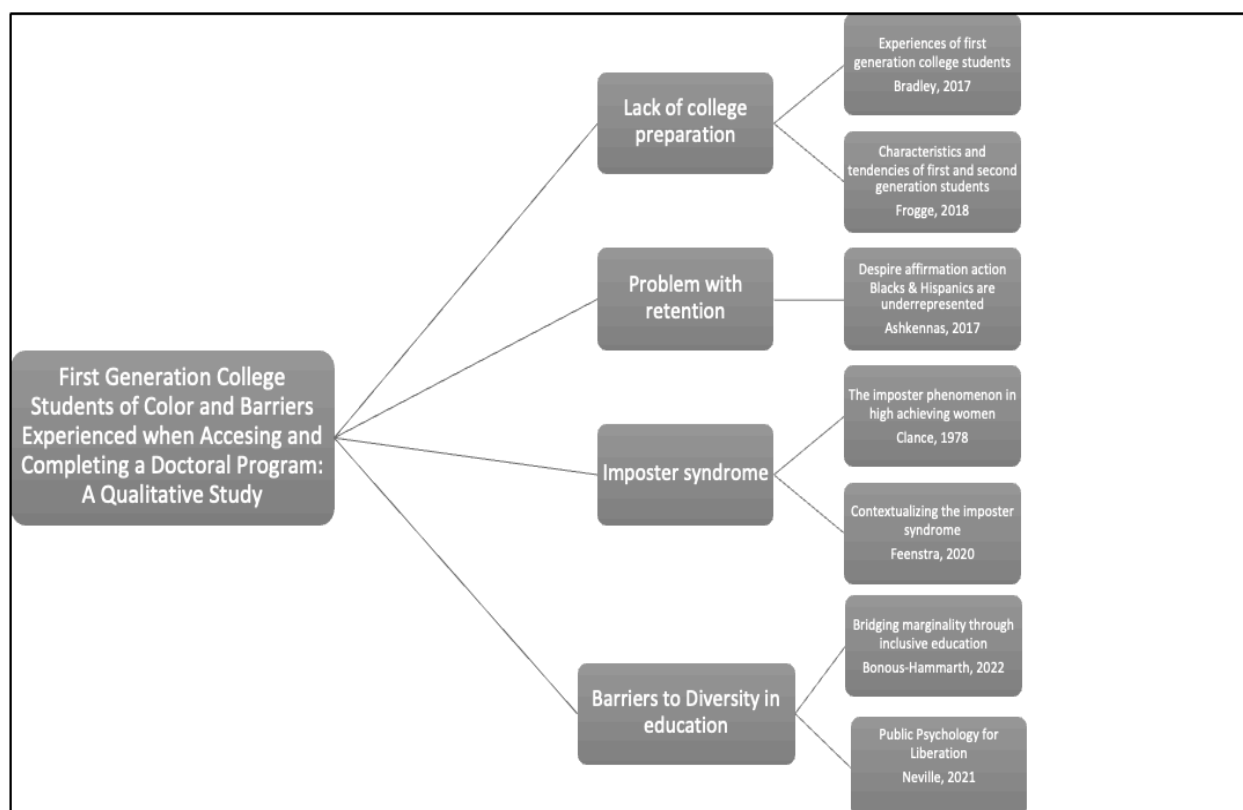 First Generation College
Students of Color and Barriers
Experienced when Accesing and
Completing a Doctoral Program:
A Qualitative Study
Lack of college
preparation
Experiences of first
generation college students
Bradley, 2017
Characteristics and
tendencies of first and second
generation students
Frogge, 2018
Problem with
retention
Despire affirmation action
Blacks & Hispanics are
underrepresented
Ashkennas, 2017
Imposter syndrome
The imposter phenomenon in
high achieving women
Clance, 1978
Contextualizing the imposter
syndrome
Feenstra, 2020
Barriers to Diversity in
education
Bridging marginality through
inclusive education
Bonous-Hammarth, 2022
Public Psychology for
Liberation
Neville, 2021